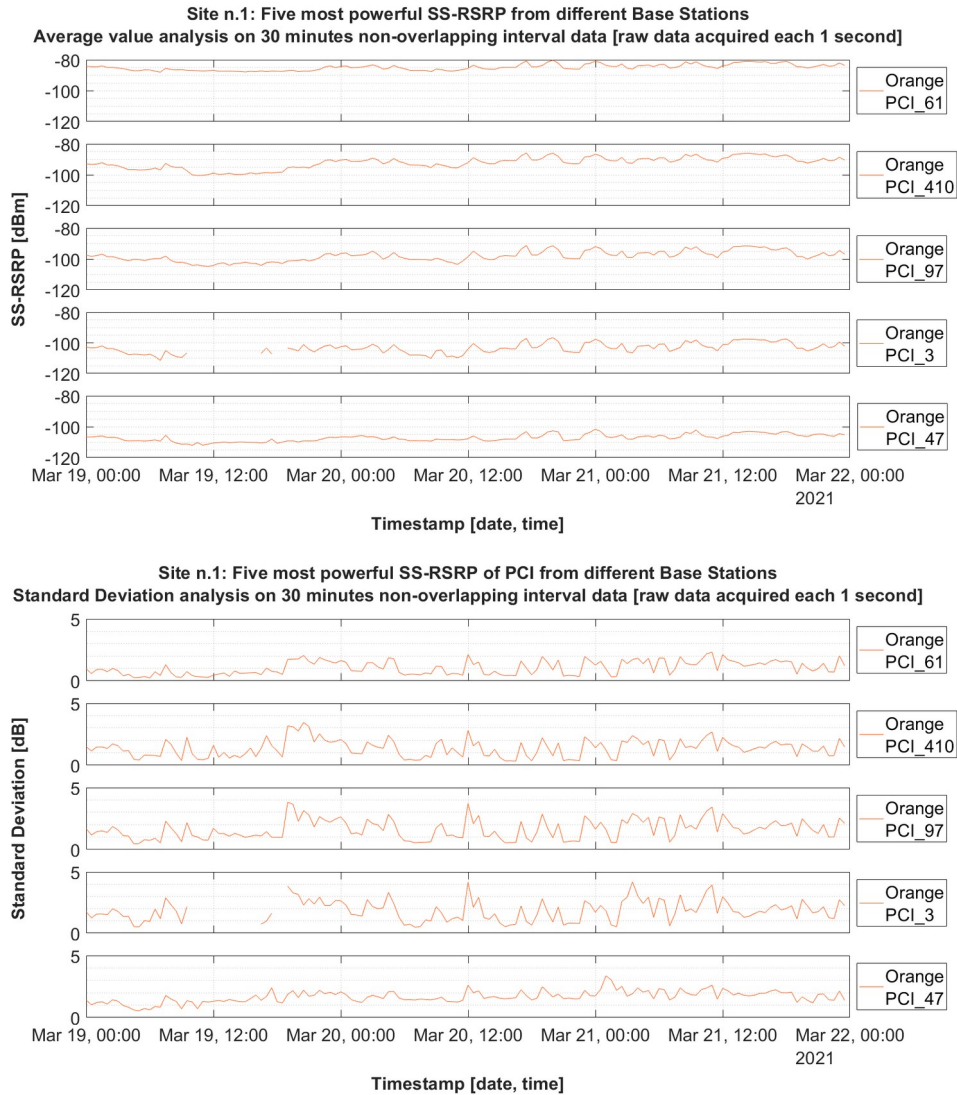 Site n.1: Five most powerful SS-RSRP from different Base Stations
Average value analysis on 30 minutes non-overlapping interval data [raw data acquired each 1 second]
SS-RSRP [dBm]
-80
-100
-120
Orange
PCI_61
-80
-100
-120
Orange
PCI_410
-80
-100
-120
Orange
PCI_97
-80
-100
-120
Orange
PCI_3
-80
-100
-120
Orange
PCI_47
Mar 19, 00:00 Mar 19, 12:00 Mar 20, 00:00 Mar 20, 12:00 Mar 21, 00:00 Mar 21, 12:00 Mar 22, 00:00
2021
Timestamp [date, time]
Site n.1: Five most powerful SS-RSRP of PCI from different Base Stations
Standard Deviation analysis on 30 minutes non-overlapping interval data [raw data acquired each 1 second]
Standard Deviation [dB]
5
0
Orange
PCI_61
5
0
Orange
PCI_410
5
0
Orange
PCI_97
5
0
Orange
PCI_3
5
0
Orange
PCI_47
Mar 19, 00:00 Mar 19, 12:00 Mar 20, 00:00 Mar 20, 12:00 Mar 21, 00:00 Mar 21, 12:00 Mar 22, 00:00
2021
Timestamp [date, time]